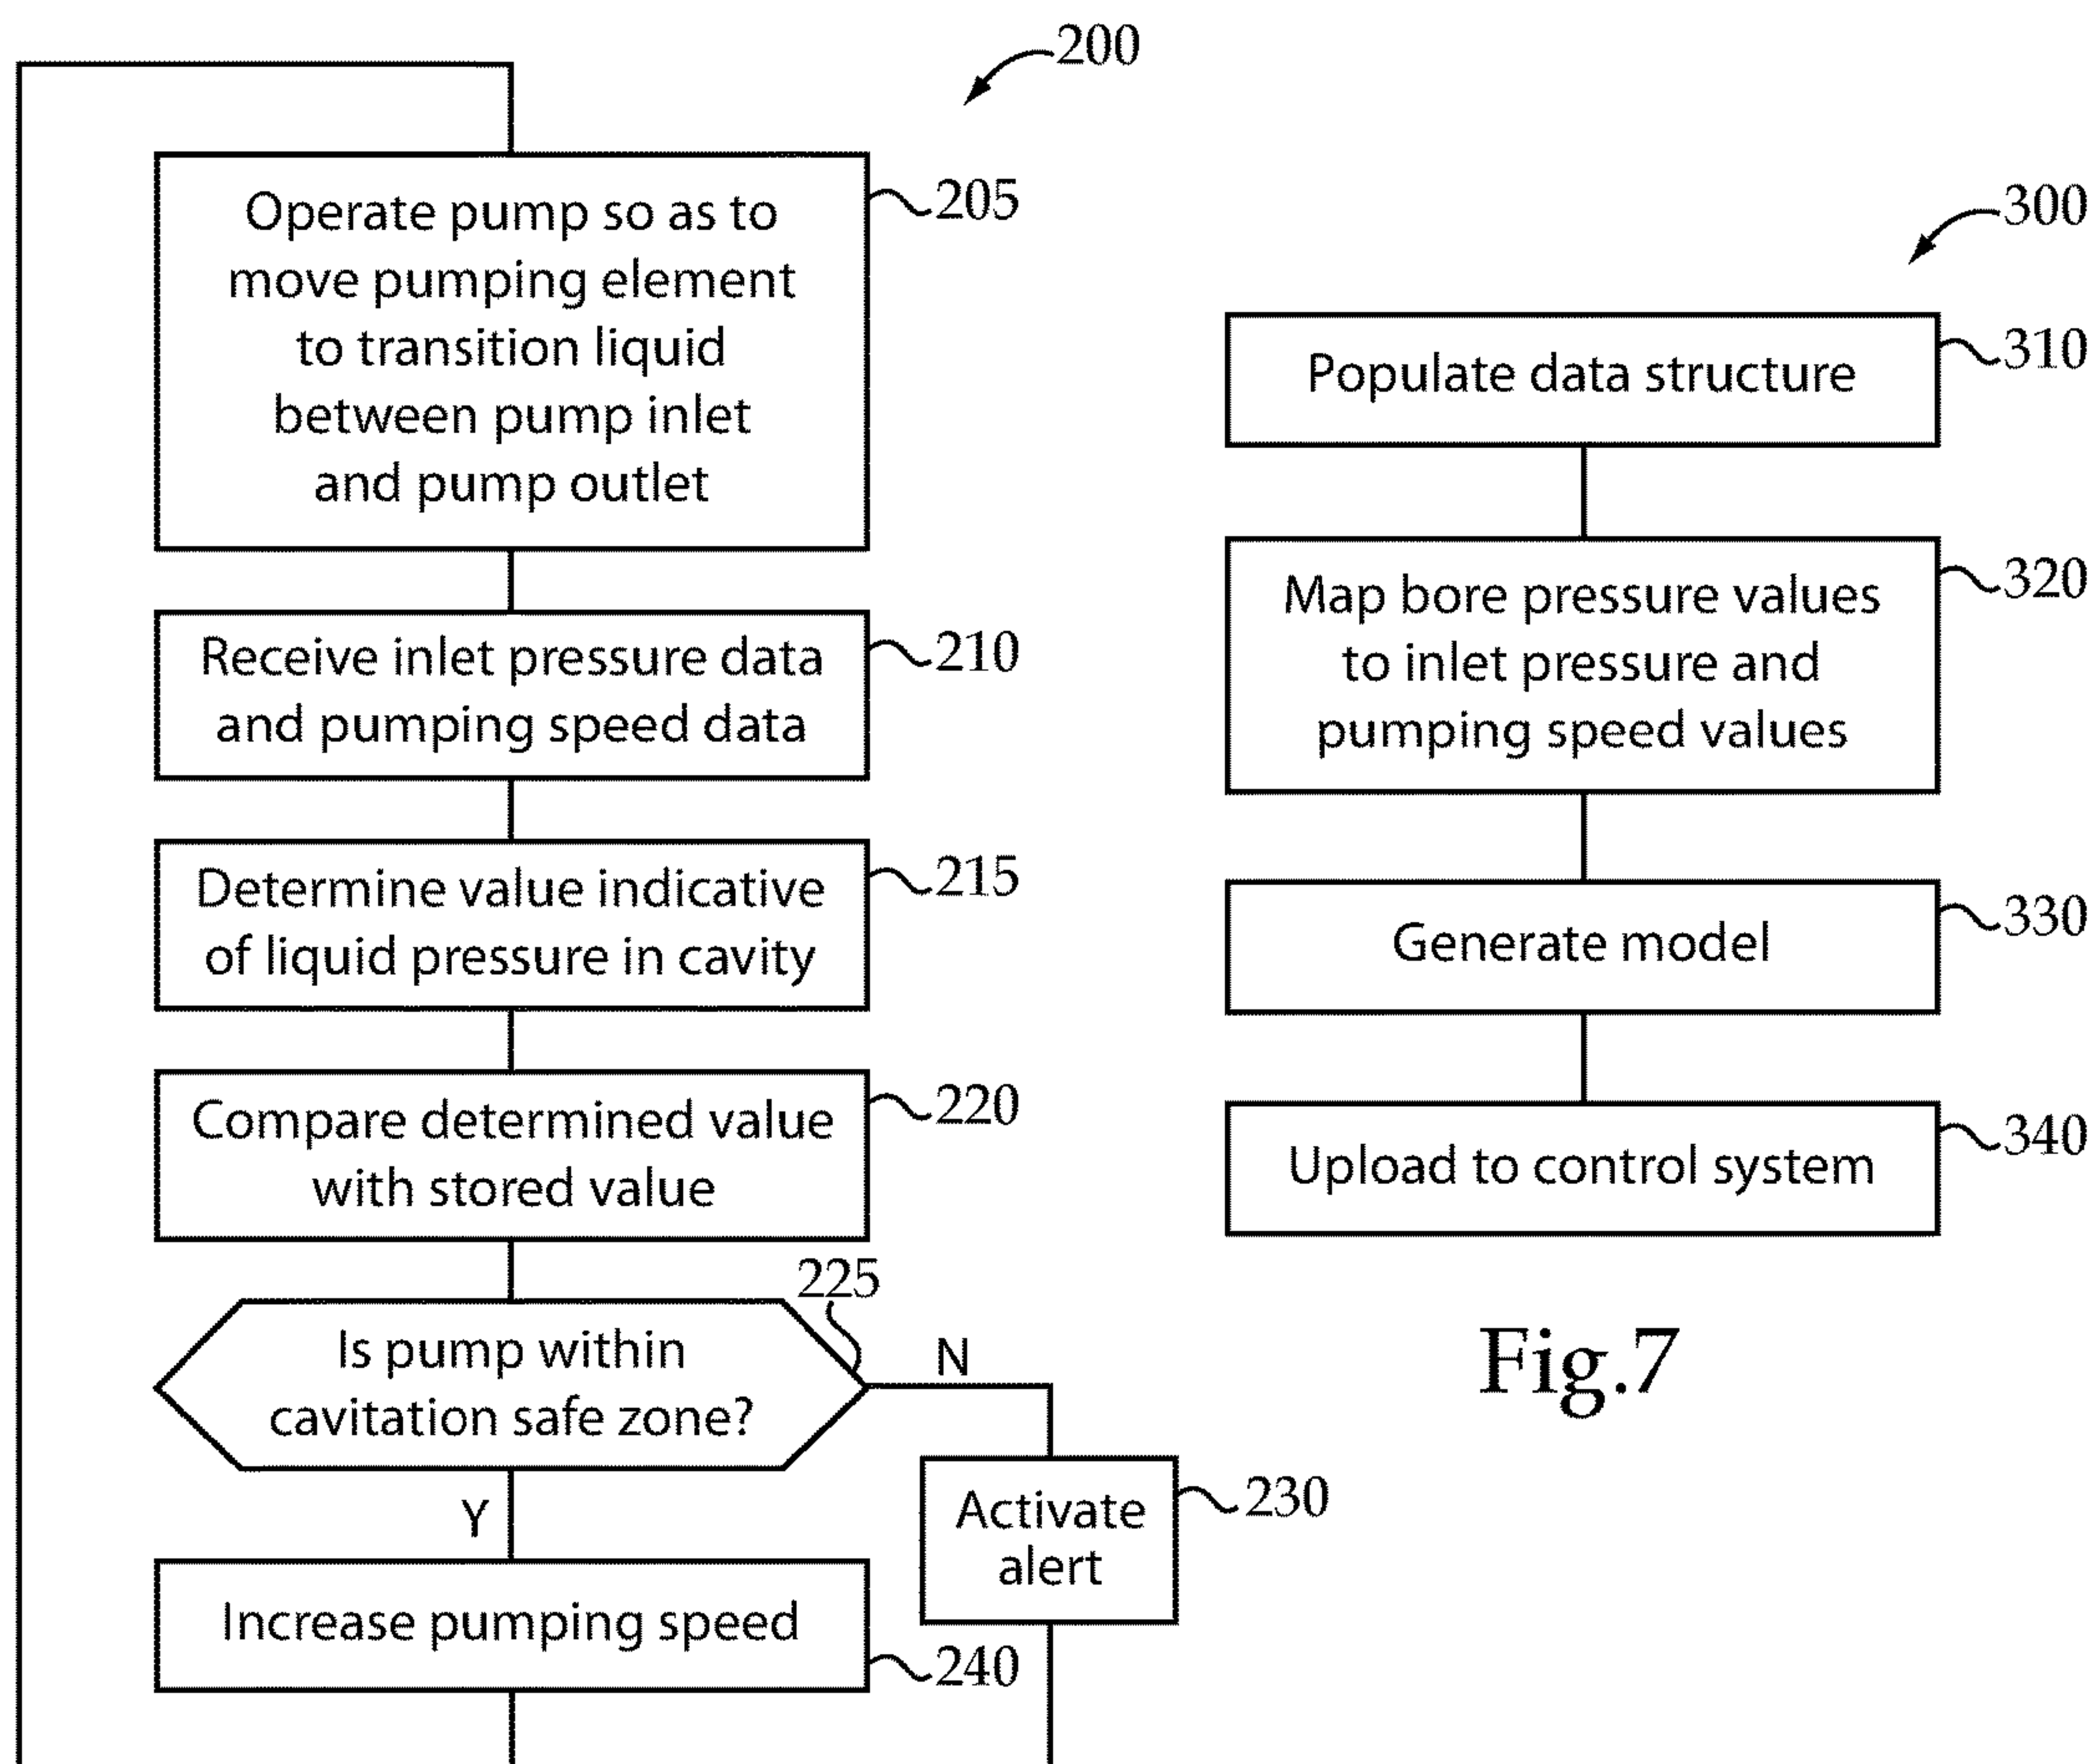 200
Operate pump so as to
move pumping element
to transition liquid
between pump inlet
and pump outlet
205
Receive inlet pressure data
and pumping speed data
210
Determine value indicative
of liquid pressure in cavity
215
Compare determined value
with stored value
220
225
Is pump within
cavitation safe zone?
N
Y
Activate
alert
230
Increase pumping speed
240
300
Populate data structure
310
Map bore pressure values
to inlet pressure and
pumping speed values
320
Generate model
330
Upload to control system
340
Fig.7